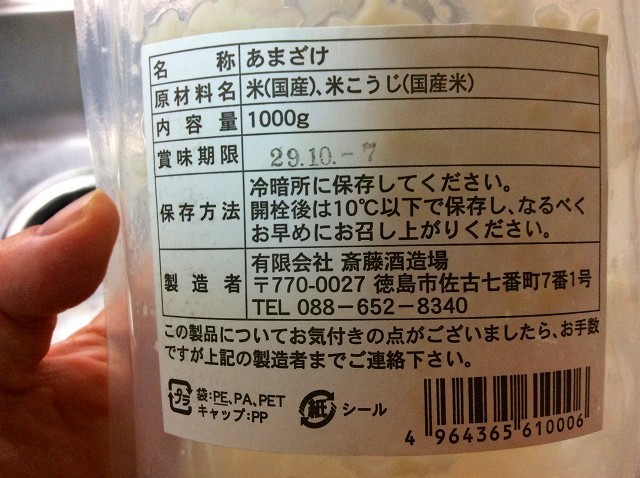 名称 あまざけ
原材料名 米(国産)、米こうじ(国産米)
内容量 1000g
賞味期限 29.10.-7
保存方法 冷暗所に保存してください。
開栓後は10℃以下で保存し、なるべく
お早めにお召し上がりください。
製造者 有限会社 斎藤酒造場
〒770-0027 徳島市佐古七番町7番1号
TEL 088-652-8340
この製品についてお気付きの点がございましたら、お手数
ですが上記の製造者までご連絡下さい。
プラ 袋:PE、PA、PET
キャップ:PP
紙 シール
4 964365 610006